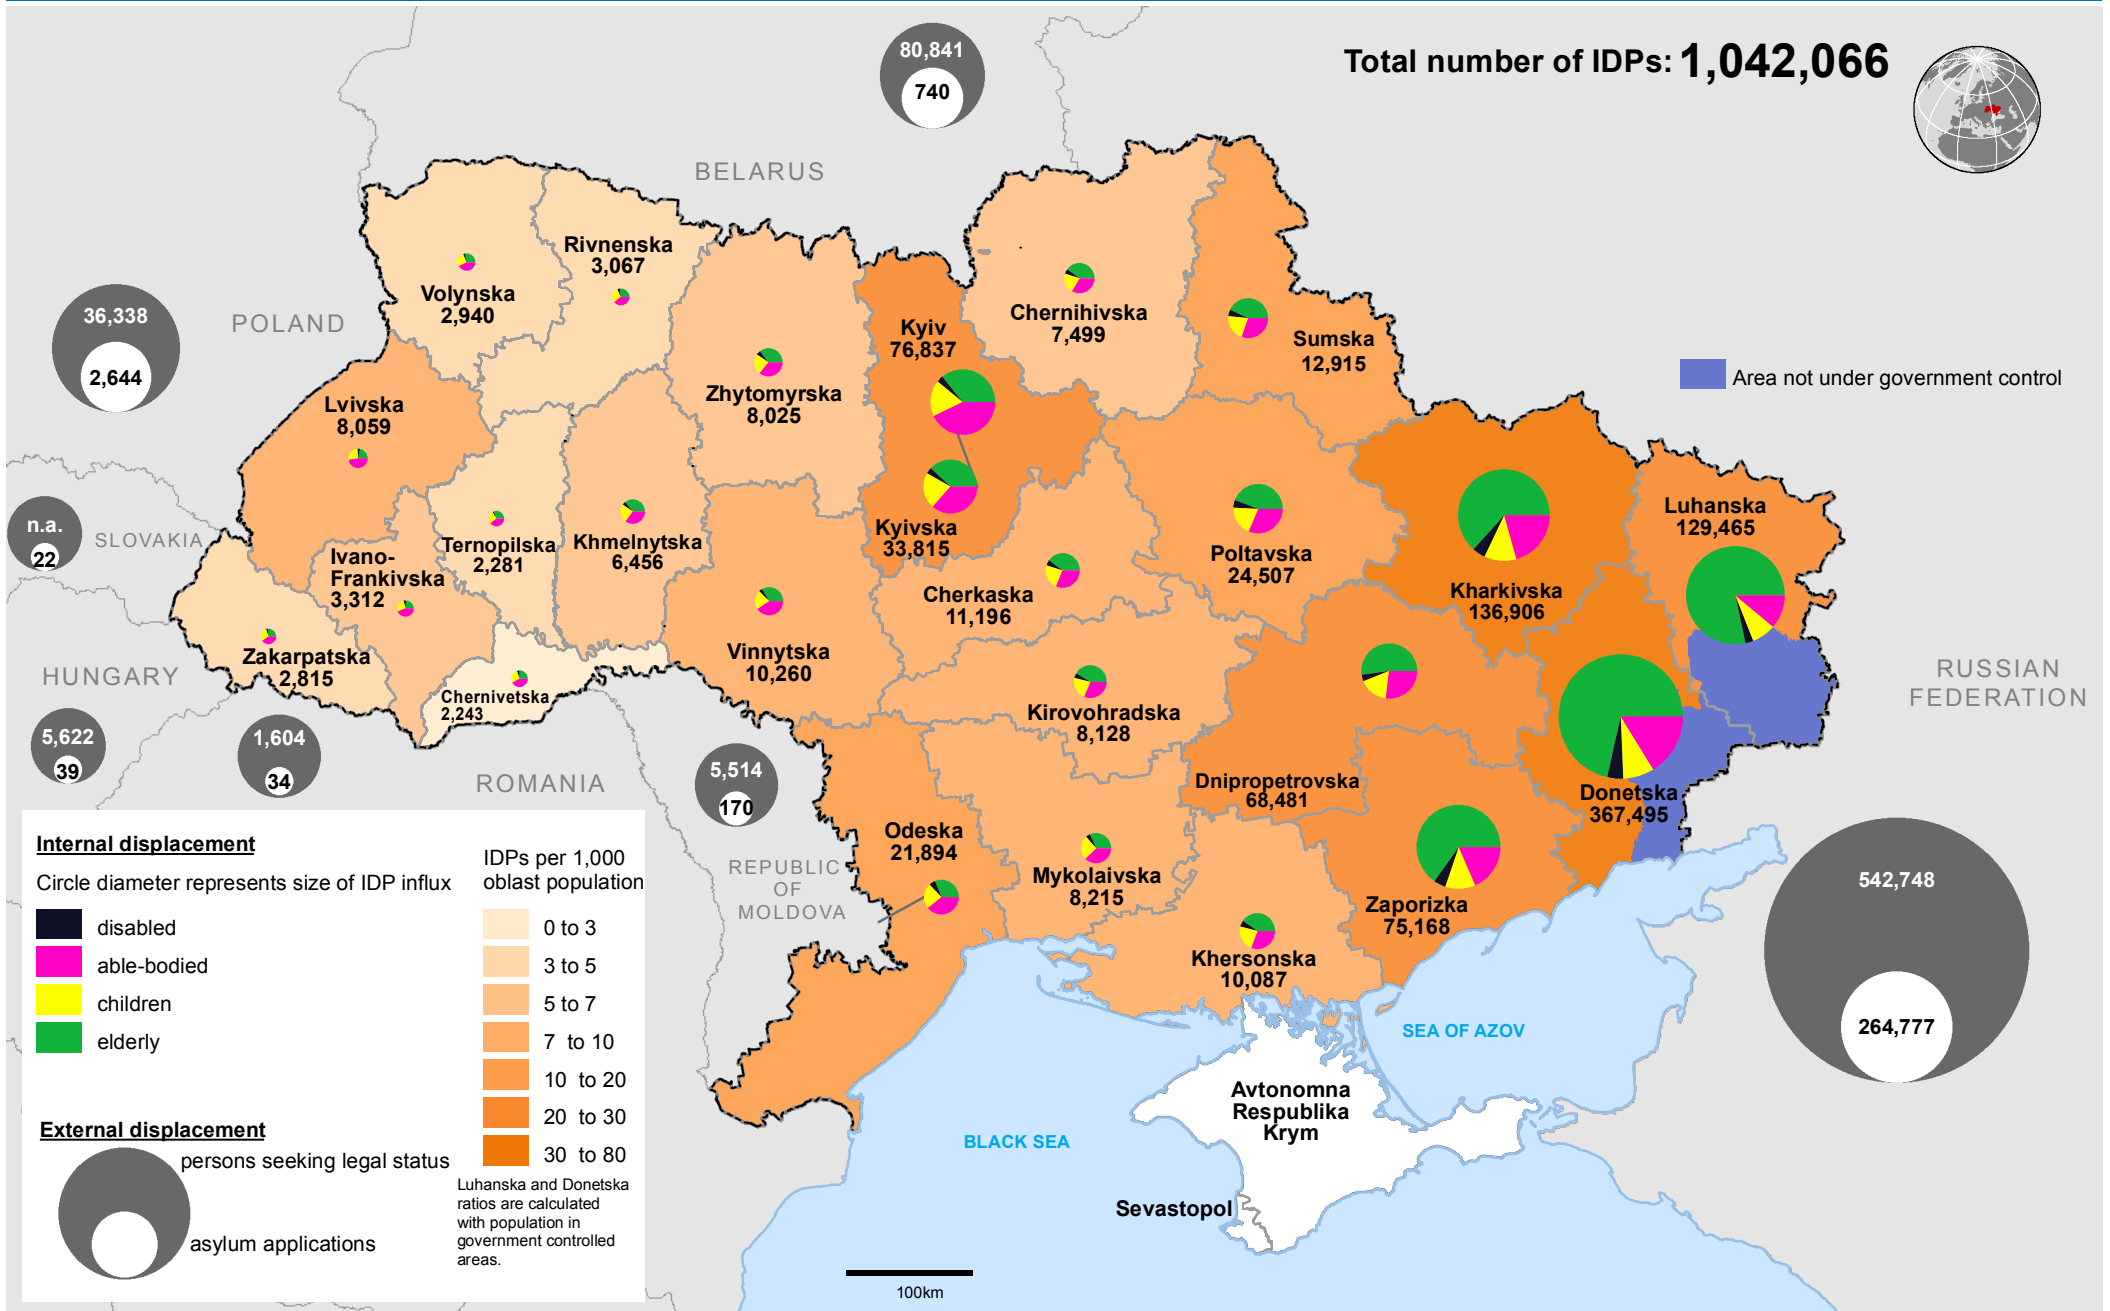 80,841
740
Total number of IDPs: 1,042,066
BELARUS
Rivnenska
3,067
Volynska
2,940
36,338
2,644
POLAND
Kyiv
76,837
Chernihivska
7,499
Sumska
12,915
Area not under government control
Zhytomyrska
8,025
Lvivska
8,059
n.a.
22
SLOVAKIA
Ivano-
Frankivska
3,312
Ternopilska
2,281
Khmelnytska
6,456
Kyivska
33,815
Poltavska
24,507
Luhanska
129,465
Kharkivska
136,906
Cherkaska
11,196
Zakarpatska
2,815
Vinnytska
10,260
HUNGARY
Chernivetska
2,243
Kirovohradska
8,128
RUSSIAN
FEDERATION
5,622
39
1,604
34
ROMANIA
5,514
170
Dnipropetrovska
68,481
Donetska
367,495
REPUBLIC
OF
MOLDOVA
Odeska
21,894
Mykolaivska
8,215
Zaporizka
75,168
Khersonska
10,087
542,748
264,777
SEA OF AZOV
BLACK SEA
Avtonomna
Respublika
Krym
Sevastopol
100km
Internal displacement
Circle diameter represents size of IDP influx
disabled
able-bodied
children
elderly
External displacement
persons seeking legal status
asylum applications
IDPs per 1,000
oblast population
0 to 3
3 to 5
5 to 7
7 to 10
10 to 20
20 to 30
30 to 80
Luhanska and Donetska
ratios are calculated
with population in
government controlled
areas.